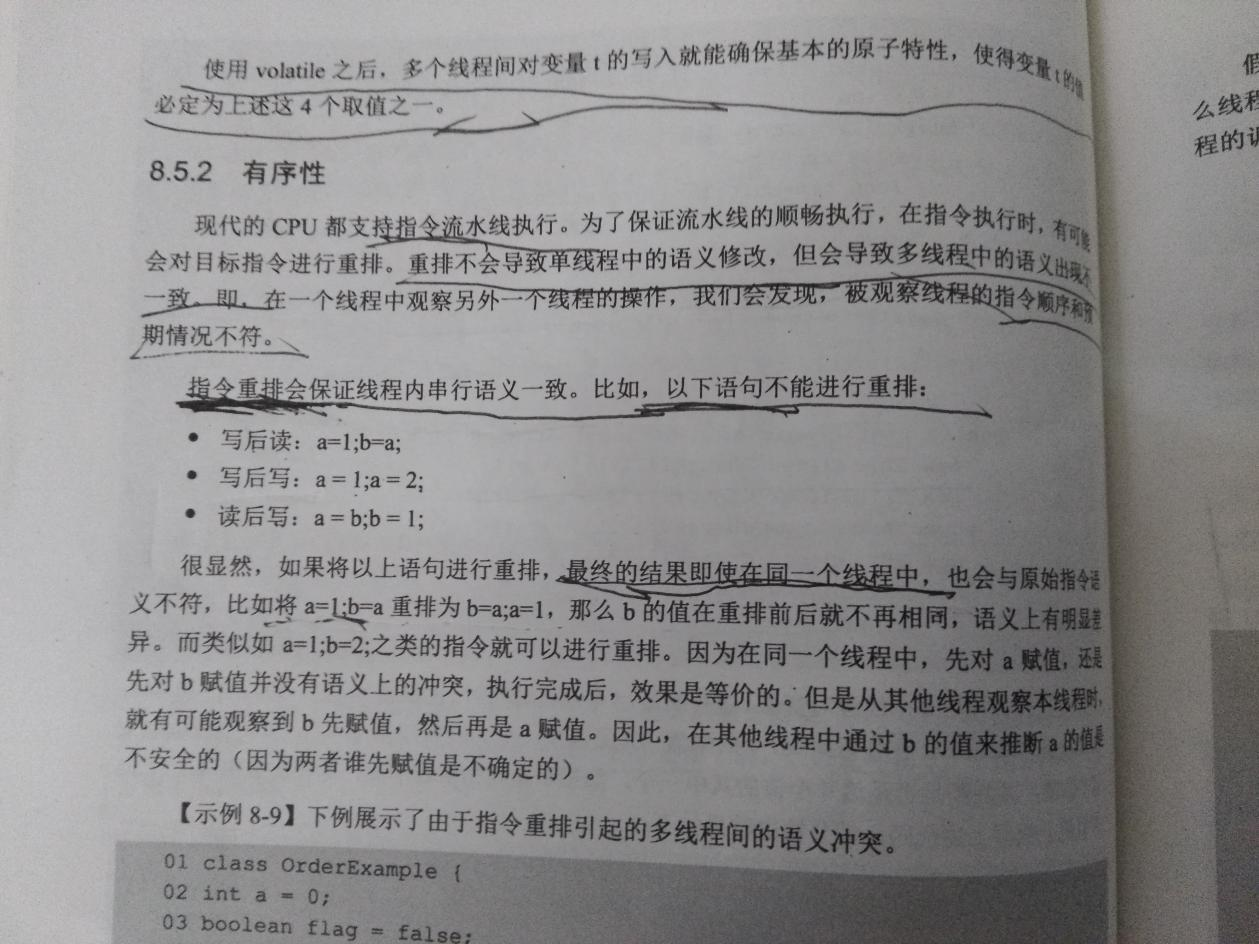 使用 volatile 之后，多个线程间对变量 t 的写入就能确保基本的原子特性，使得变量 t 的值
必定为上述这 4 个取值之一。
8.5.2 有序性
现代的 CPU 都支持指令流水线执行。为了保证流水线的顺畅执行，在指令执行时，有可能
会对目标指令进行重排。重排不会导致单线程中的语义修改，但会导致多线程中的语义出现不
一致。即，在一个线程中观察另外一个线程的操作，我们会发现，被观察线程的指令顺序和预
期情况不符。
指令重排会保证线程内串行语义一致。比如，以下语句不能进行重排：
• 写后读：a=1;b=a;
• 写后写：a = 1;a = 2;
• 读后写：a = b;b = 1;
很显然，如果将以上语句进行重排，最终的结果即使在同一个线程中，也会与原始指令语
义不符，比如将 a=1;b=a 重排为 b=a;a=1，那么 b 的值在重排前后就不再相同，语义上有明显差
异。而类似如 a=1;b=2;之类的指令就可以进行重排。因为在同一个线程中，先对 a 赋值，还是
先对 b 赋值并没有语义上的冲突，执行完成后，效果是等价的。但是从其他线程观察本线程时，
就有可能观察到 b 先赋值，然后再是 a 赋值。因此，在其他线程中通过 b 的值来推断 a 的值是
不安全的（因为两者谁先赋值是不确定的）。
【示例 8-9】下例展示了由于指令重排引起的多线程间的语义冲突。
01 class OrderExample {
02 int a = 0;
03 boolean flag = false;
么线程
程的